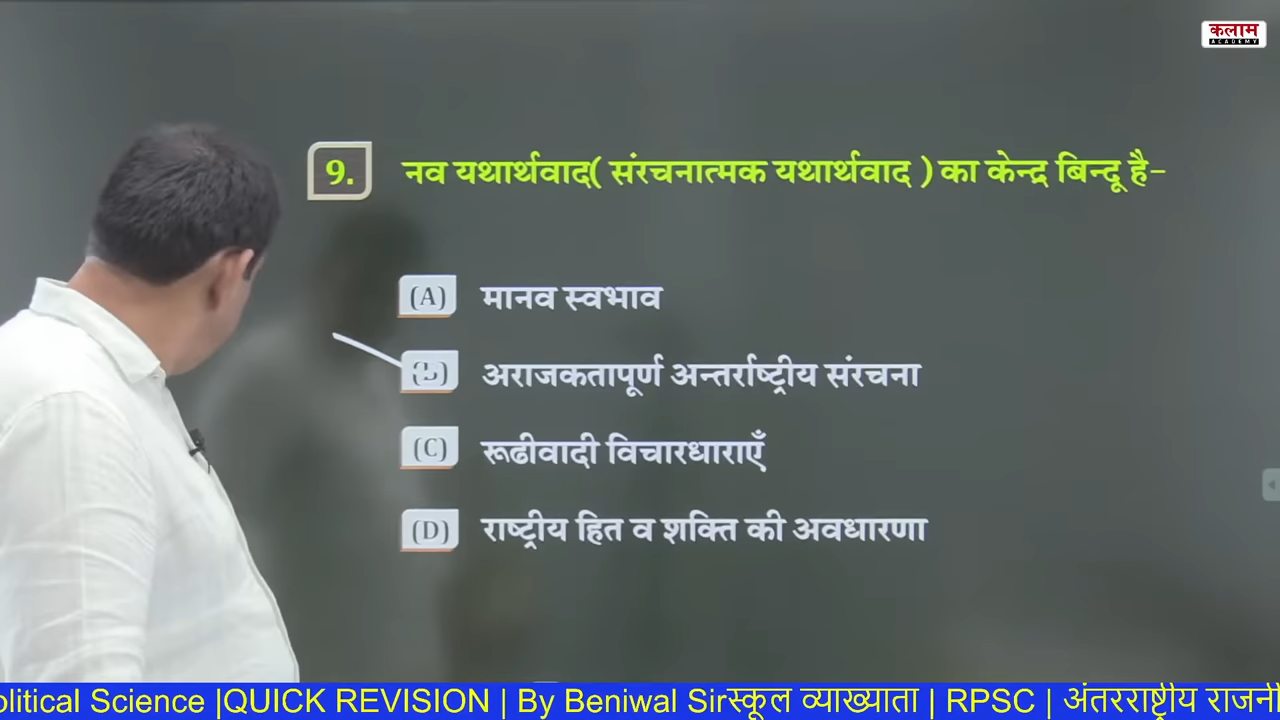 कलाम
ACADEMY
9. नव यथार्थवाद( संरचनात्मक यथार्थवाद ) का केन्द्र बिन्दू है-
(A) मानव स्वभाव
अराजकतापूर्ण अन्तर्राष्ट्रीय संरचना
(C) रूढीवादी विचारधाराएँ
(D) राष्ट्रीय हित व शक्ति की अवधारणा
olitical Science |QUICK REVISION | By Beniwal Sirस्कूल व्याख्याता | RPSC | अंतरराष्ट्रीय राजनी